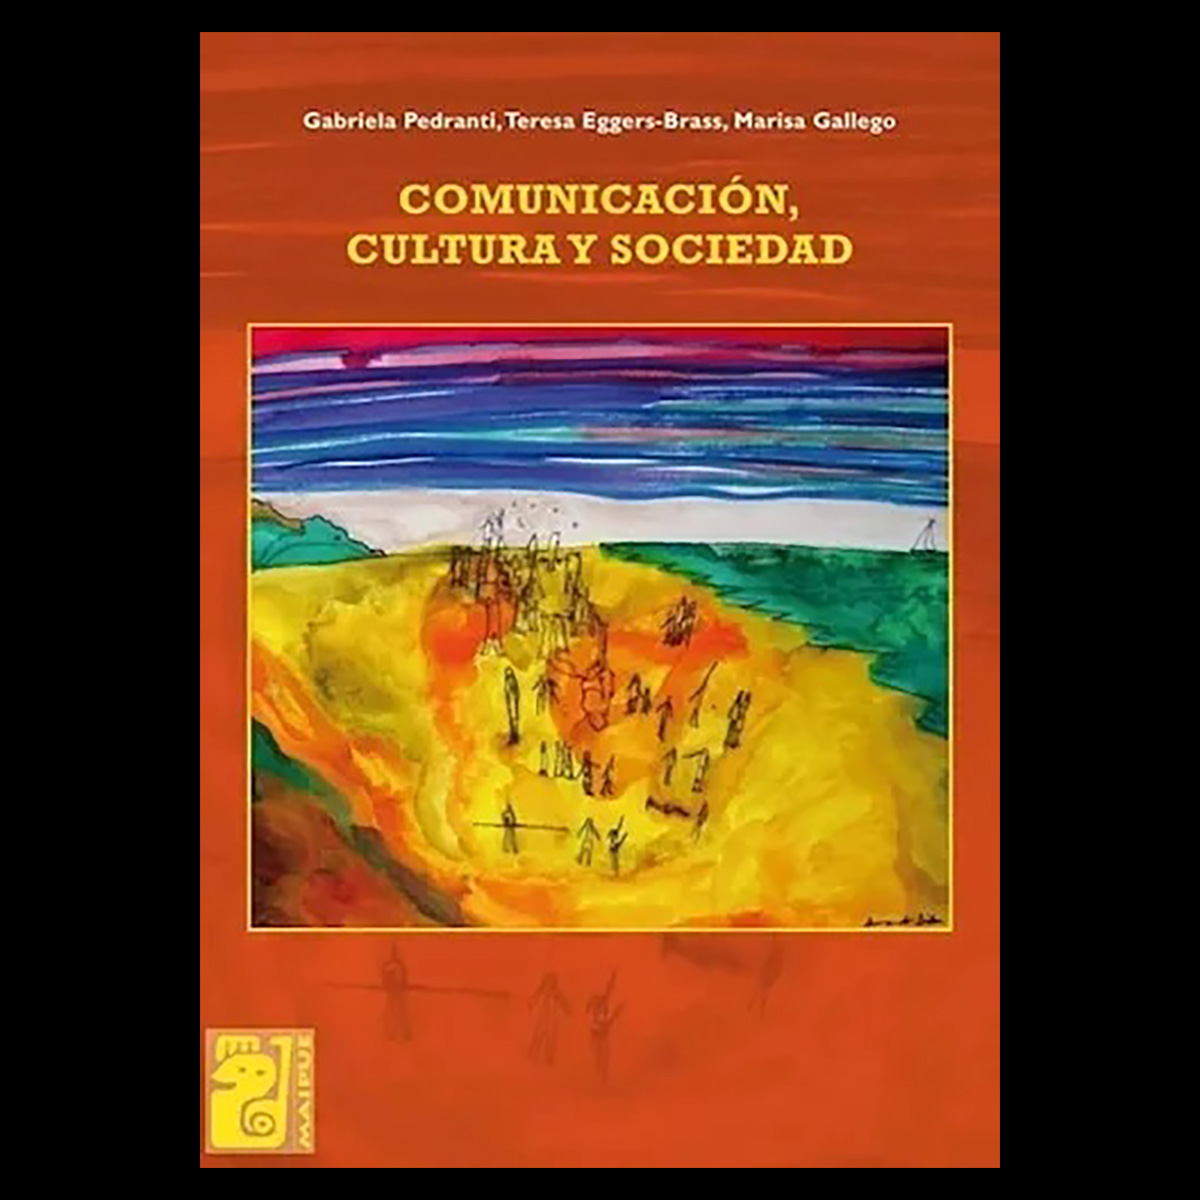 Gabriela Pedranti, Teresa Eggers-Brass, Marisa Gallego
COMUNICACIÓN,
CULTURA Y SOCIEDAD
MAIPUE